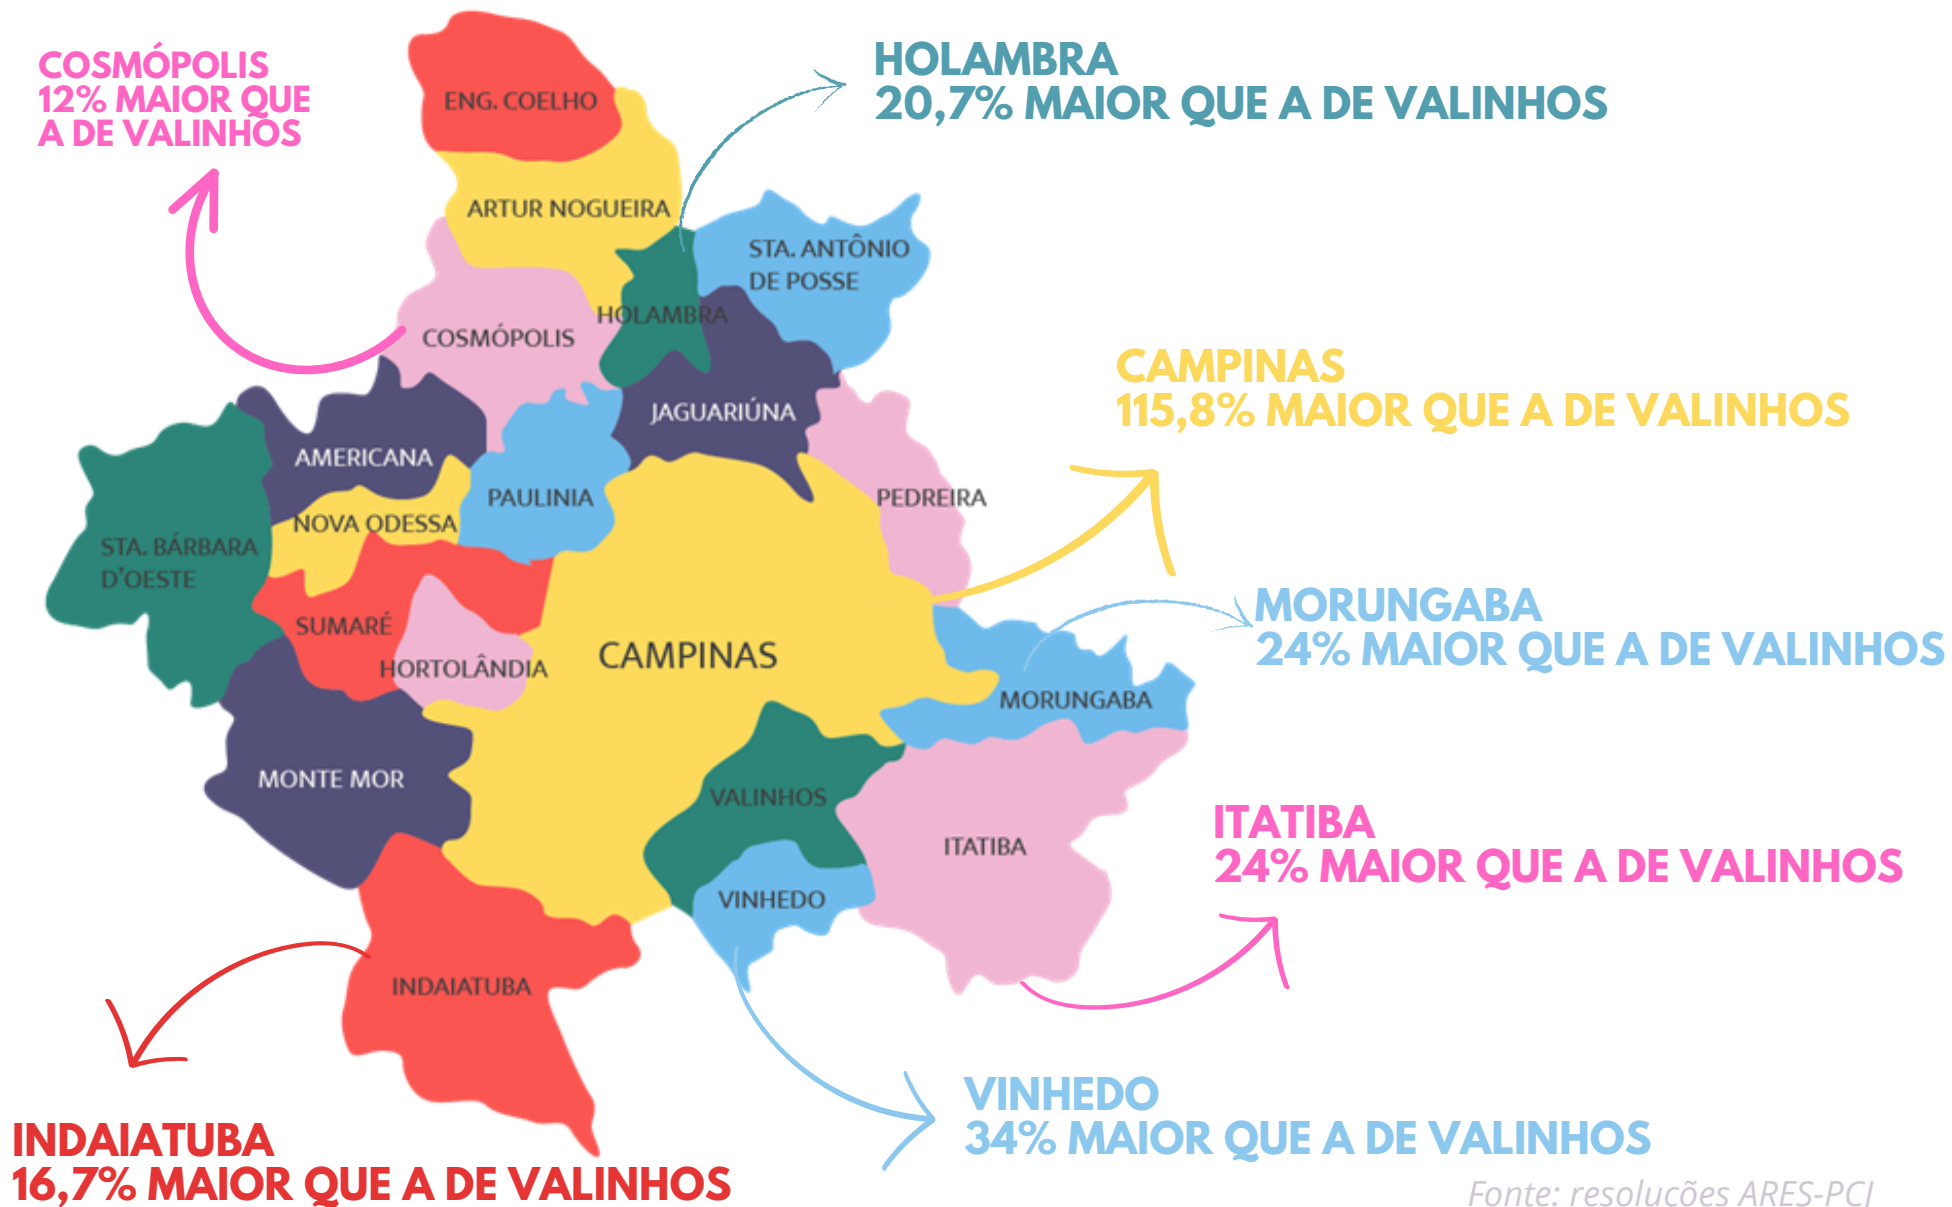 COSMÓPOLIS
12% MAIOR QUE
A DE VALINHOS
HOLAMBRA
20,7% MAIOR QUE A DE VALINHOS
ENG. COELHO
ARTUR NOGUEIRA
STA. ANTÔNIO
DE POSSE
HOLAMBRA
COSMÓPOLIS
CAMPINAS
115,8% MAIOR QUE A DE VALINHOS
JAGUARIÚNA
AMERICANA
PAULINIA
PEDREIRA
NOVA ODESSA
STA. BÁRBARA
D'OESTE
SUMARÉ
HORTOLÂNDIA
CAMPINAS
MORUNGABA
24% MAIOR QUE A DE VALINHOS
MORUNGABA
MONTE MOR
VALINHOS
ITATIBA
ITATIBA
24% MAIOR QUE A DE VALINHOS
VINHEDO
INDAIATUBA
VINHEDO
34% MAIOR QUE A DE VALINHOS
INDAIATUBA
16,7% MAIOR QUE A DE VALINHOS
Fonte: resolucões ARES-PCJ